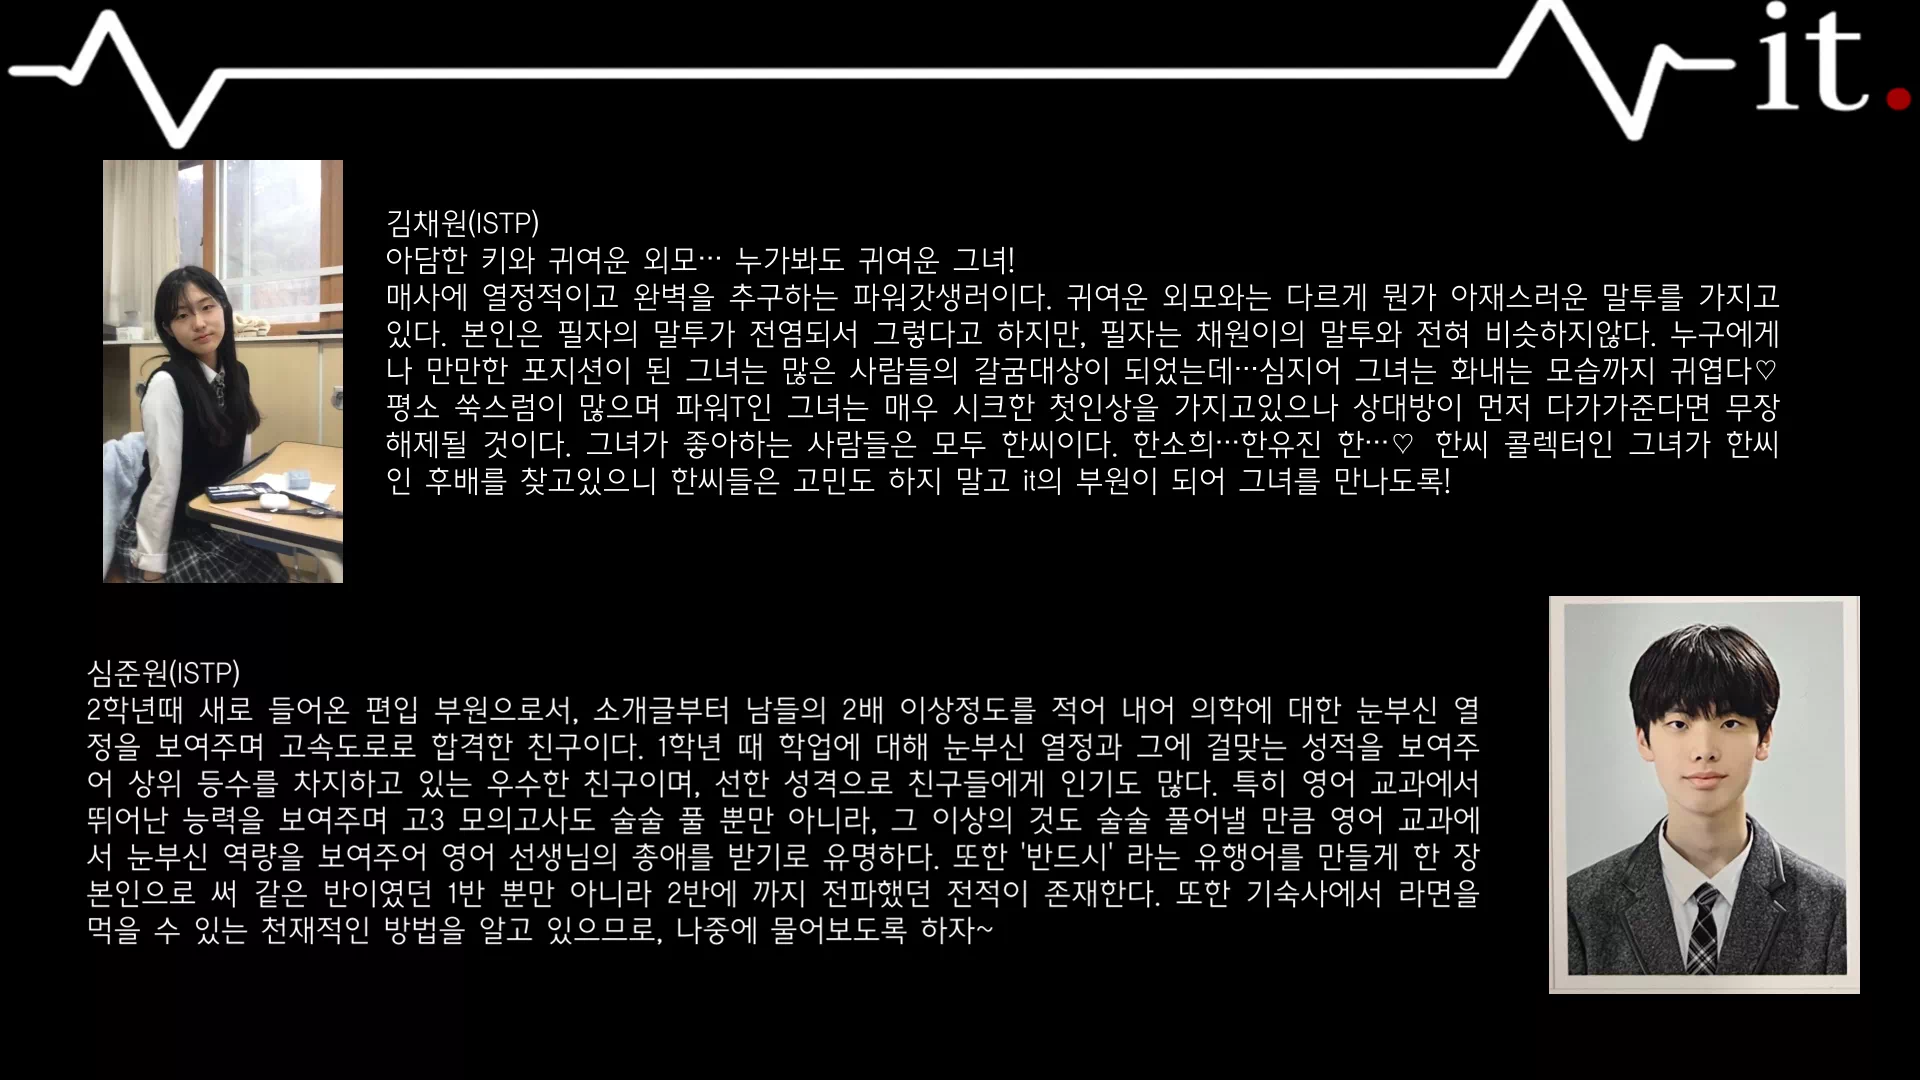 it.
김채원(ISTP)
아담한 키와 귀여운 외모… 누가봐도 귀여운 그녀!
매사에 열정적이고 완벽을 추구하는 파워갓생러이다. 귀여운 외모와는 다르게 뭔가 아재스러운 말투를 가지고
있다. 본인은 필자의 말투가 전염되서 그렇다고 하지만, 필자는 채원이의 말투와 전혀 비슷하지않다. 누구에게
나 만만한 포지션이 된 그녀는 많은 사람들의 갈굼대상이 되었는데…심지어 그녀는 화내는 모습까지 귀엽다♡
평소 쑥스럼이 많으며 파워T인 그녀는 매우 시크한 첫인상을 가지고있으나 상대방이 먼저 다가가준다면 무장
해제될 것이다. 그녀가 좋아하는 사람들은 모두 한씨이다. 한소희…한유진 한…♡ 한씨 콜렉터인 그녀가 한씨
인 후배를 찾고있으니 한씨들은 고민도 하지 말고 it의 부원이 되어 그녀를 만나도록!
심준원(ISTP)
2학년때 새로 들어온 편입 부원으로서, 소개글부터 남들의 2배 이상정도를 적어 내어 의학에 대한 눈부신 열
정을 보여주며 고속도로로 합격한 친구이다. 1학년 때 학업에 대해 눈부신 열정과 그에 걸맞는 성적을 보여주
어 상위 등수를 차지하고 있는 우수한 친구이며, 선한 성격으로 친구들에게 인기도 많다. 특히 영어 교과에서
뛰어난 능력을 보여주며 고3 모의고사도 술술 풀 뿐만 아니라, 그 이상의 것도 술술 풀어낼 만큼 영어 교과에
서 눈부신 역량을 보여주어 영어 선생님의 총애를 받기로 유명하다. 또한 '반드시' 라는 유행어를 만들게 한 장
본인으로 써 같은 반이였던 1반 뿐만 아니라 2반에 까지 전파했던 전적이 존재한다. 또한 기숙사에서 라면을
먹을 수 있는 천재적인 방법을 알고 있으므로, 나중에 물어보도록 하자~